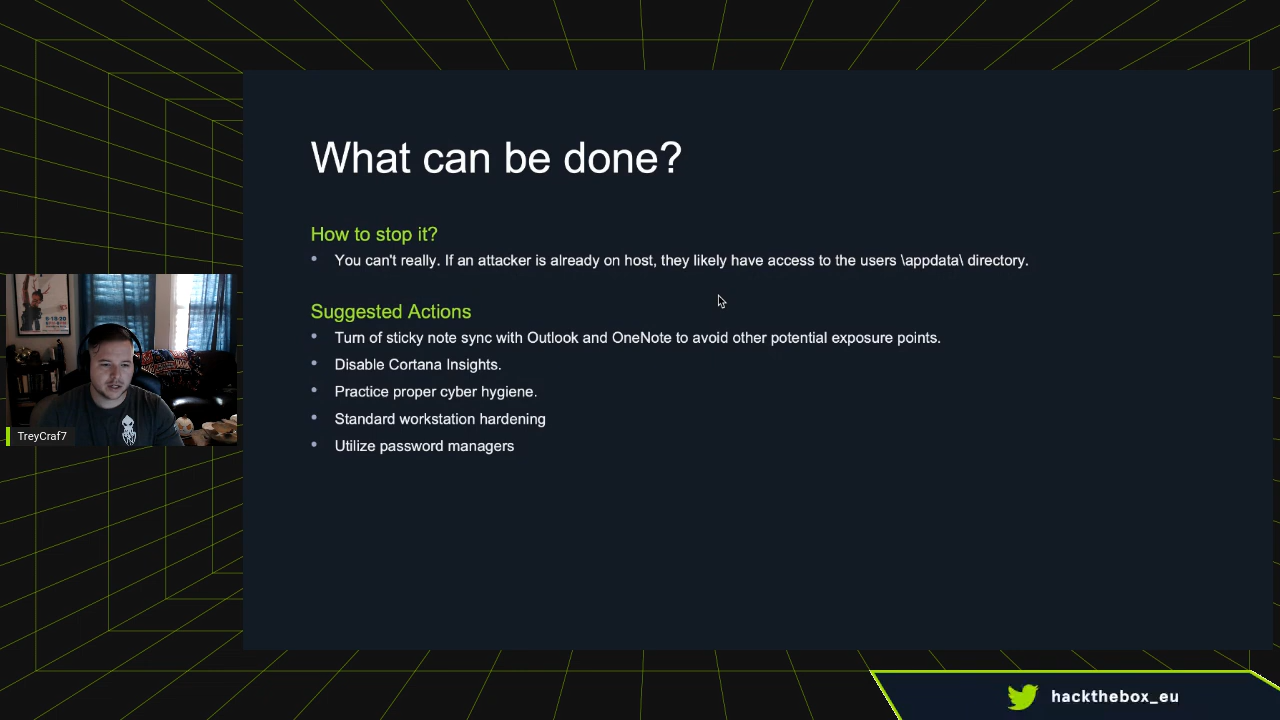 What can be done?
How to stop it?
• You can't really. If an attacker is already on host, they likely have access to the users \appdata\ directory.
Suggested Actions
• Turn of sticky note sync with Outlook and OneNote to avoid other potential exposure points.
• Disable Cortana Insights.
• Practice proper cyber hygiene.
• Standard workstation hardening
• Utilize password managers
TreyCraf7
hackthebox_eu